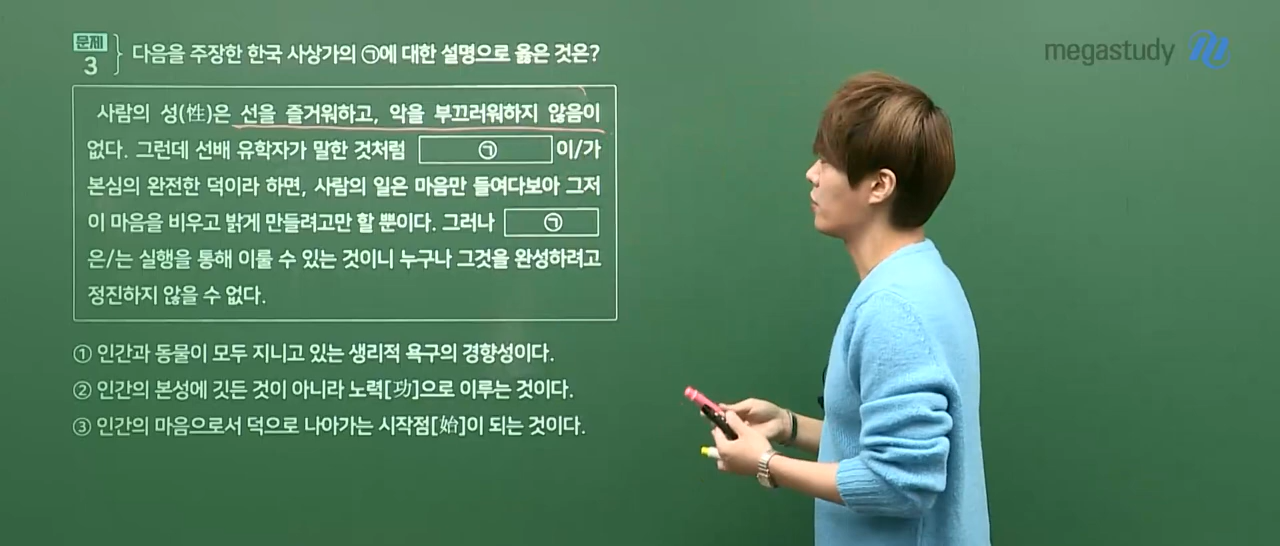 문제
3
다음을 주장한 한국 사상가의 ㉠에 대한 설명으로 옳은 것은?
megastudy
사람의 성(性)은 선을 즐거워하고, 악을 부끄러워하지 않음이
없다. 그런데 선배 유학자가 말한 것처럼 ㉠ 이/가
본심의 완전한 덕이라 하면, 사람의 일은 마음만 들여다보아 그저
이 마음을 비우고 밝게 만들려고만 할 뿐이다. 그러나 ㉠
은/는 실행을 통해 이룰 수 있는 것이니 누구나 그것을 완성하려고
정진하지 않을 수 없다.
① 인간과 동물이 모두 지니고 있는 생리적 욕구의 경향성이다.
② 인간의 본성에 깃든 것이 아니라 노력[功]으로 이루는 것이다.
③ 인간의 마음으로서 덕으로 나아가는 시작점[始]이 되는 것이다.